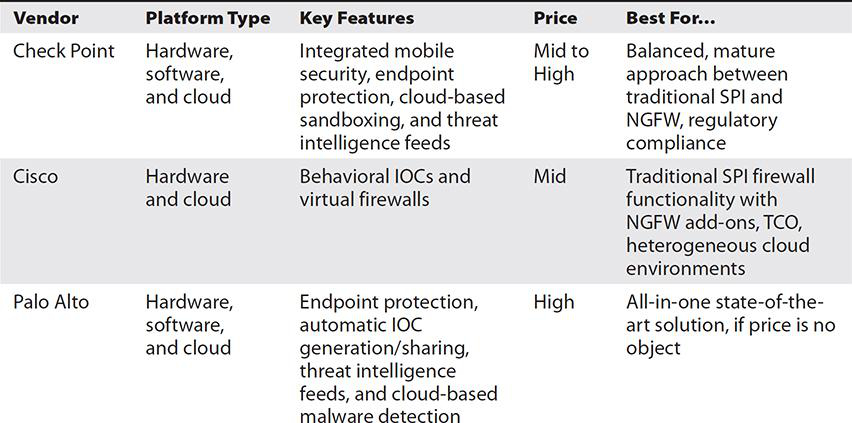 Vendor Platform Type Key Features Price Best For…
Check Point Hardware, Integrated mobile Mid to Balanced, mature
software, security, endpoint High approach between
and cloud protection, cloud-based traditional SPI and
sandboxing, and threat NGFW, regulatory
intelligence feeds compliance
Cisco Hardware Behavioral IOCs and Mid Traditional SPI firewall
and cloud virtual firewalls functionality with
NGFW add-ons, TCO,
heterogeneous cloud
environments
Palo Alto Hardware, Endpoint protection, High All-in-one state-of-the-
software, automatic IOC art solution, if price is no
and cloud generation/sharing, object
threat intelligence
feeds, and cloud-based
malware detection